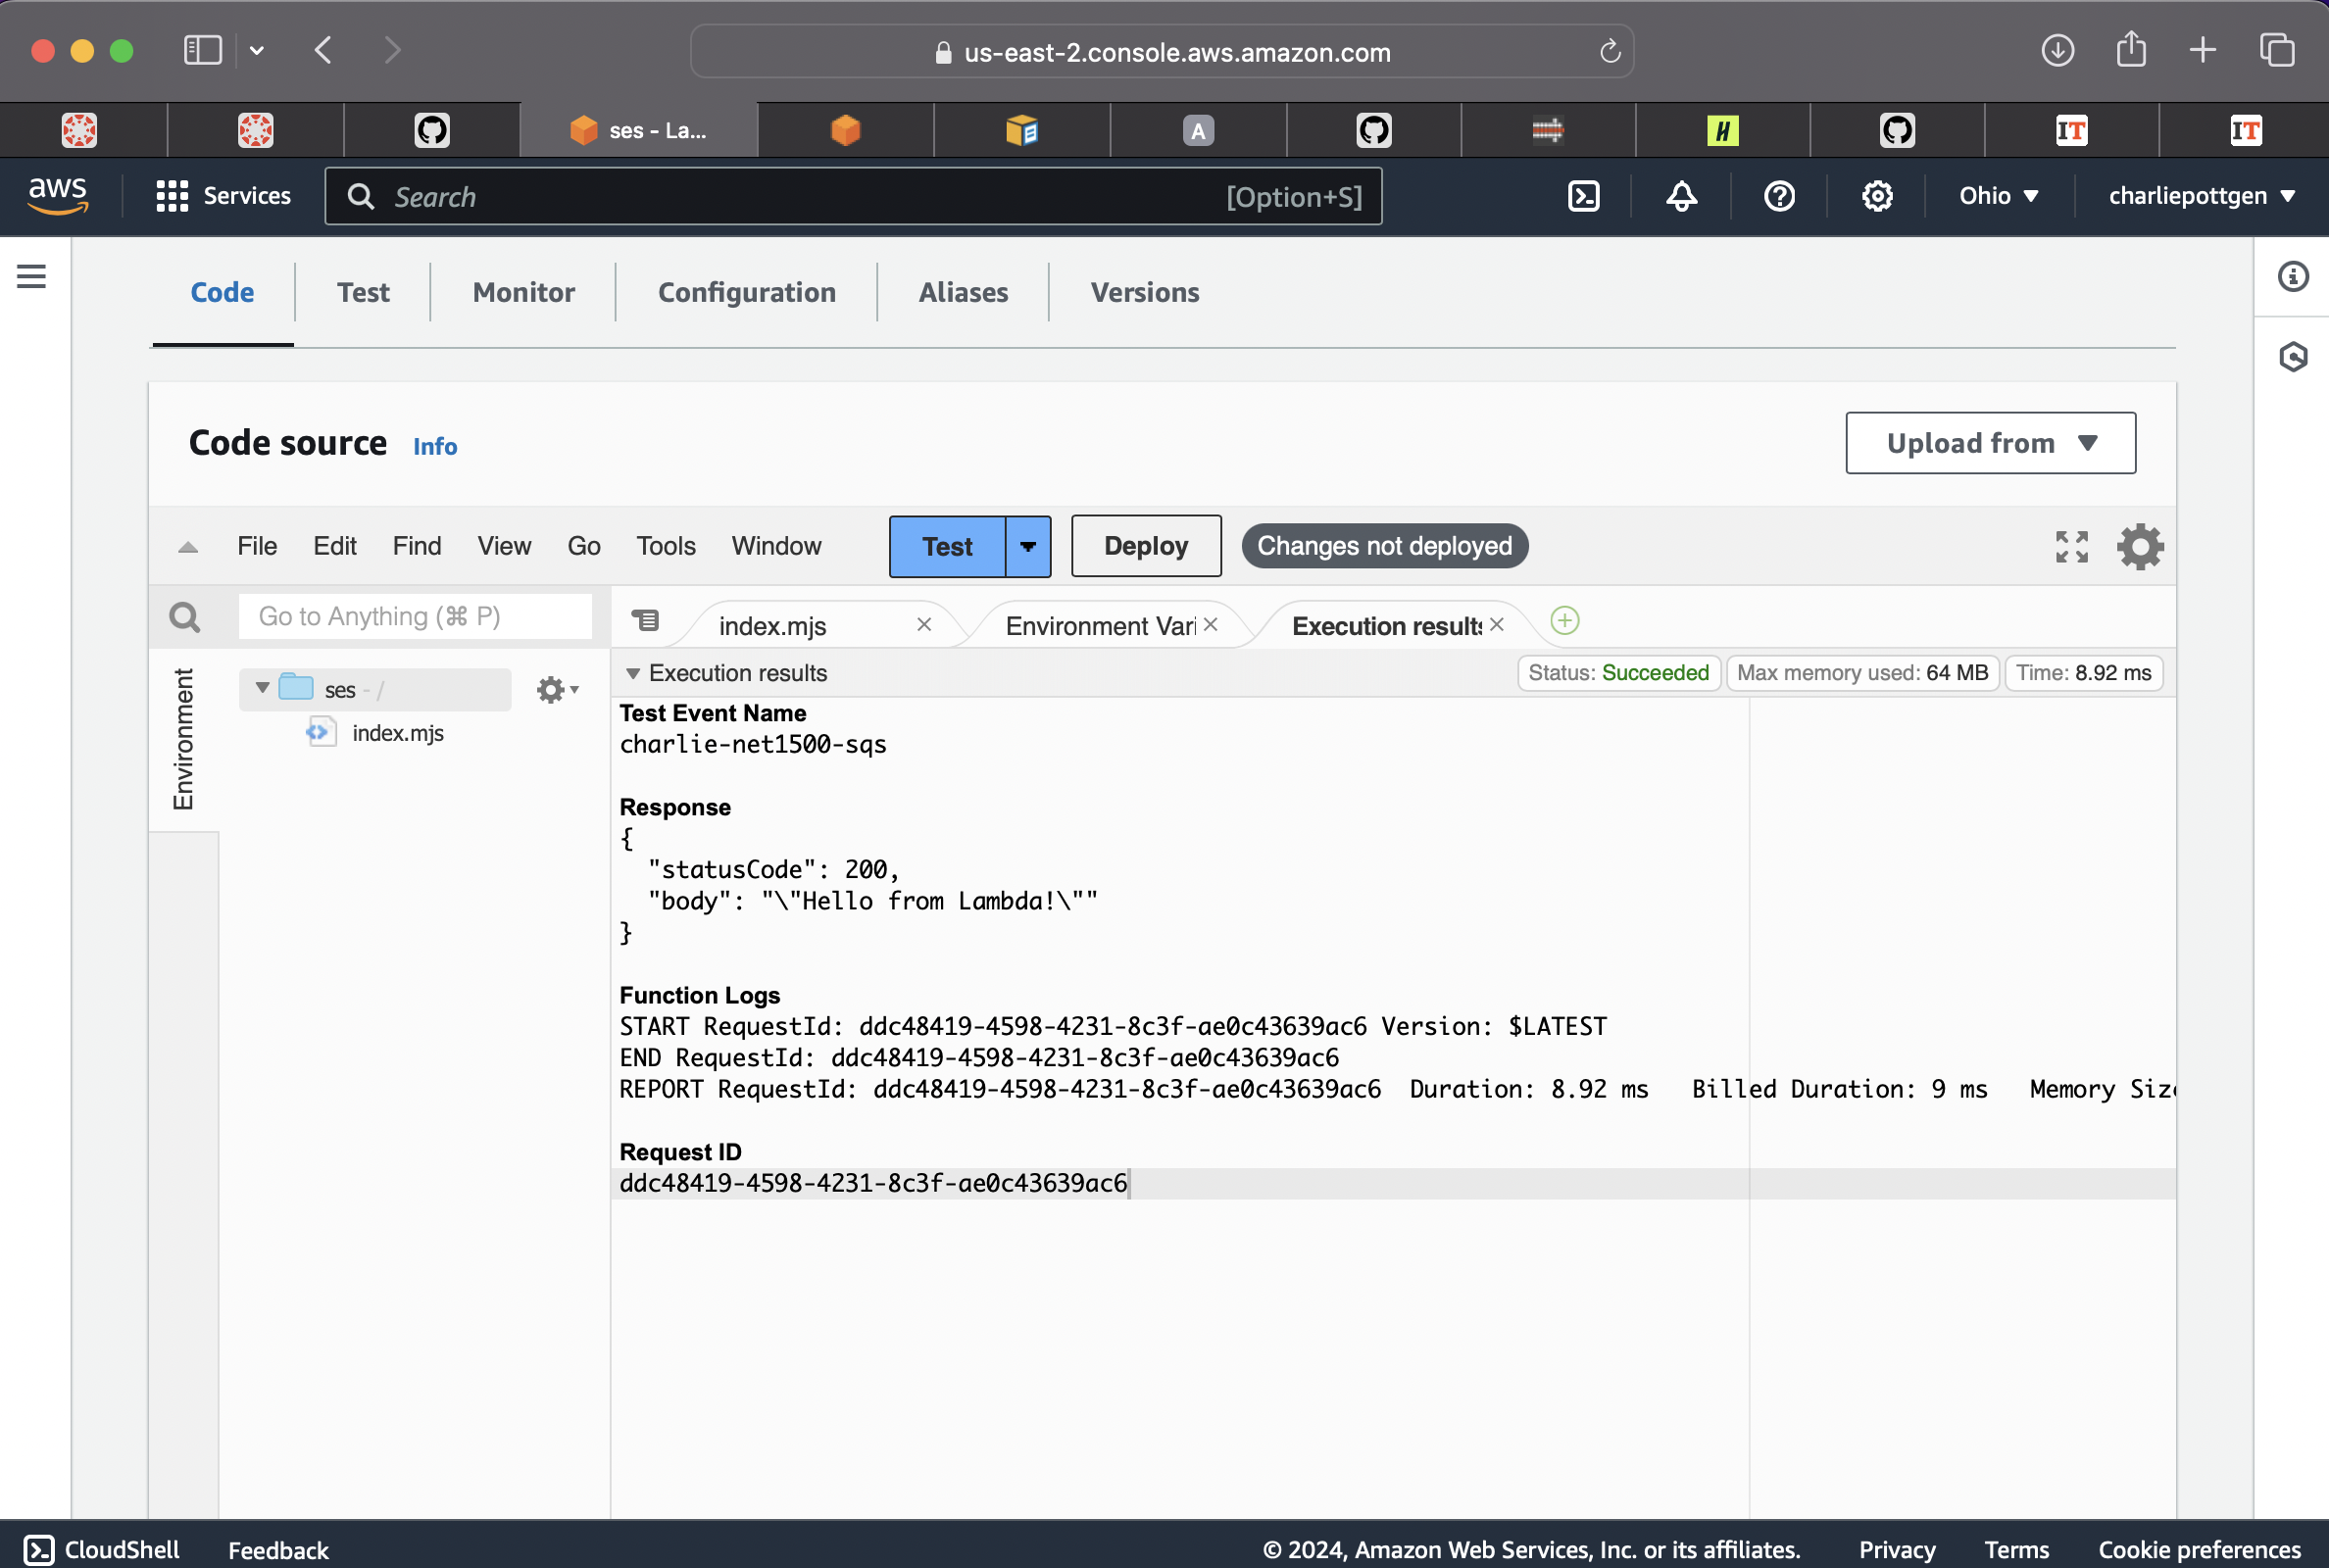 us-east-2.console.aws.amazon.com
ses - La...
A
H
IT
IT
aws
Services
Search
[Option+S]
Ohio
charliepottgen
Code
Test
Monitor
Configuration
Aliases
Versions
Code source
Info
Upload from
File
Edit
Find
View
Go
Tools
Window
Test
Deploy
Changes not deployed
Go to Anything (⌘ P)
index.mjs
Environment Vari
Execution results
Environment
ses - /
index.mjs
Execution results
Status: Succeeded
Max memory used: 64 MB
Time: 8.92 ms
Test Event Name
charlie-net1500-sqs
Response
{
"statusCode": 200,
"body": "\"Hello from Lambda!\""
}
Function Logs
START RequestId: ddc48419-4598-4231-8c3f-ae0c43639ac6 Version: $LATEST
END RequestId: ddc48419-4598-4231-8c3f-ae0c43639ac6
REPORT RequestId: ddc48419-4598-4231-8c3f-ae0c43639ac6 Duration: 8.92 ms Billed Duration: 9 ms Memory Size
Request ID
ddc48419-4598-4231-8c3f-ae0c43639ac6
CloudShell
Feedback
© 2024, Amazon Web Services, Inc. or its affiliates.
Privacy
Terms
Cookie preferences